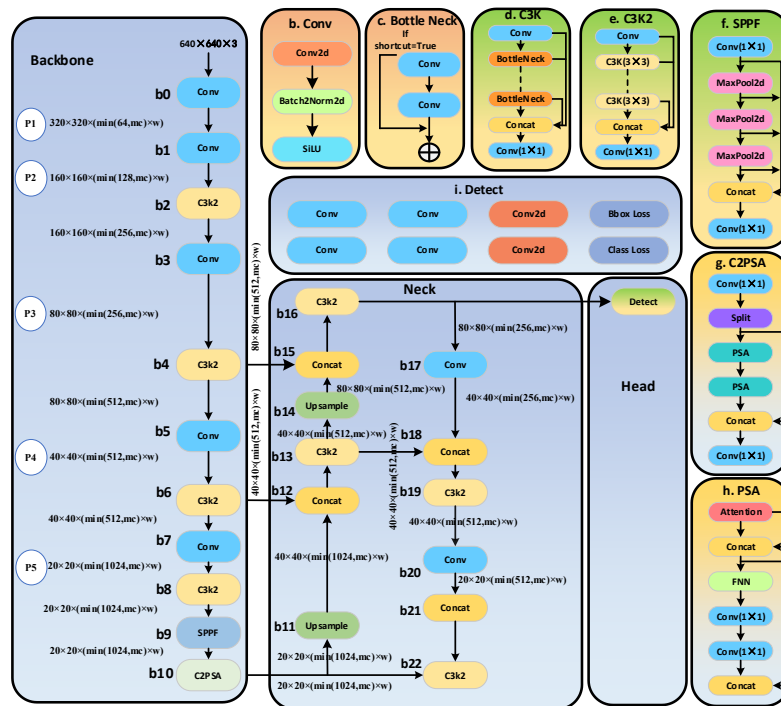 Backbone
640×640×3
b0
Conv
P1
320×320×(min(64,mc)×w)
b1
Conv
P2
160×160×(min(128,mc)×w)
b2
C3k2
160×160×(min(256,mc)×w)
b3
Conv
P3
80×80×(min(256,mc)×w)
b4
C3k2
80×80×(min(512,mc)×w)
b5
Conv
P4
40×40×(min(512,mc)×w)
b6
C3k2
40×40×(min(512,mc)×w)
b7
Conv
P5
20×20×(min(1024,mc)×w)
b8
C3k2
20×20×(min(1024,mc)×w)
b9
SPPF
20×20×(min(1024,mc)×w)
b10
C2PSA
80×80×(min(512,mc)×w)
40×40×(min(512,mc)×w)
b. Conv
Conv2d
Batch2Norm2d
SiLU
c. Bottle Neck
If
shortcut=True
Conv
Conv
d. C3K
Conv
BottleNeck
BottleNeck
Concat
Conv(1×1)
e. C3K2
Conv
C3K(3×3)
C3K(3×3)
Concat
Conv(1×1)
f. SPPF
Conv(1×1)
MaxPool2d
MaxPool2d
MaxPool2d
Concat
Conv(1×1)
i. Detect
Conv
Conv
Conv2d
Bbox Loss
Conv
Conv
Conv2d
Class Loss
Neck
b16
C3k2
80×80×(min(256,mc)×w)
b15
Concat
b17
Conv
80×80×(min(512,mc)×w)
40×40×(min(256,mc)×w)
b14
Upsample
40×40×(min(512,mc)×w)
b13
C3k2
40×40×(min(512,mc)×w)
b18
Concat
b12
Concat
b19
C3k2
40×40×(min(512,mc)×w)
40×40×(min(1024,mc)×w)
Conv
b20
20×20×(min(512,mc)×w)
b21
Concat
b11
Upsample
20×20×(min(1024,mc)×w)
b22
C3k2
20×20×(min(1024,mc)×w)
Detect
Head
g. C2PSA
Conv(1×1)
Split
PSA
PSA
Concat
Conv(1×1)
h. PSA
Attention
Concat
FNN
Conv(1×1)
Conv(1×1)
Concat